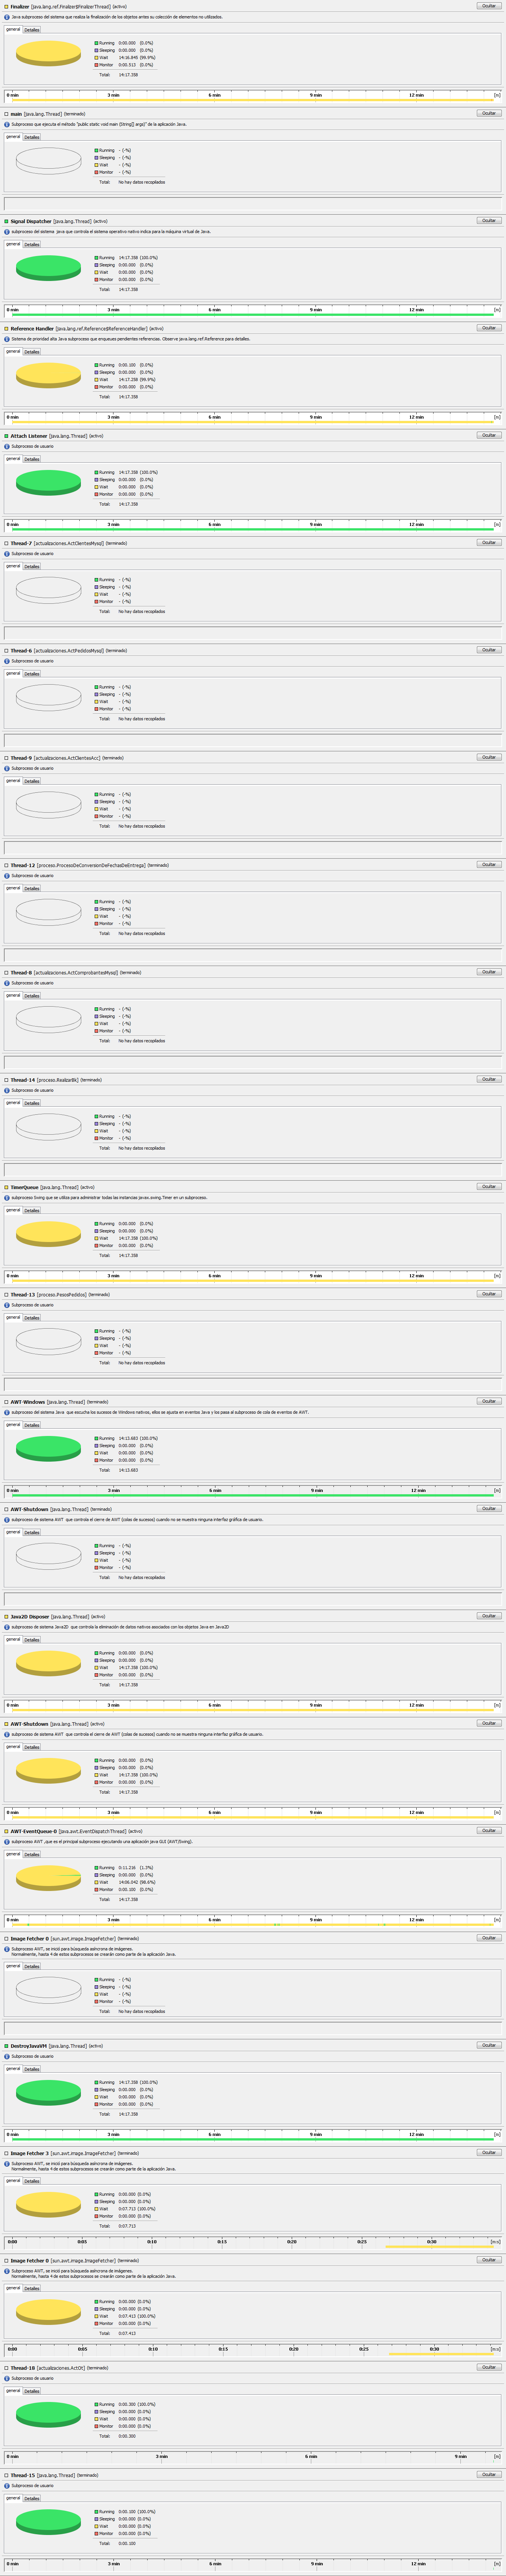 Finalizer [java.lang.ref.Finalizer$FinalizerThread] (activo) Ocultar
Java subproceso del sistema que realiza la finalización de los objetos antes su colección de elementos no utilizados.
general Detalles
Running 0:00.000 (0.0%)
Sleeping 0:00.000 (0.0%)
Wait 14:16.845 (99.9%)
Monitor 0:00.513 (0.0%)
Total: 14:17.358
0 min 3 min 6 min 9 min 12 min [m]
main [java.lang.Thread] (terminado) Ocultar
Subproceso que ejecuta el método "public static void main (String[] args)" de la aplicación Java.
general Detalles
Running - (-%)
Sleeping - (-%)
Wait - (-%)
Monitor - (-%)
Total: No hay datos recopilados
Signal Dispatcher [java.lang.Thread] (activo) Ocultar
subproceso del sistema java que controla el sistema operativo nativo indica para la máquina virtual de Java.
general Detalles
Running 14:17.358 (100.0%)
Sleeping 0:00.000 (0.0%)
Wait 0:00.000 (0.0%)
Monitor 0:00.000 (0.0%)
Total: 14:17.358
0 min 3 min 6 min 9 min 12 min [m]
Reference Handler [java.lang.ref.Reference$ReferenceHandler] (activo) Ocultar
Sistema de prioridad alta Java subproceso que enqueues pendientes referencias. Observe java.lang.ref.Reference para detalles.
general Detalles
Running 0:00.100 (0.0%)
Sleeping 0:00.000 (0.0%)
Wait 14:17.258 (99.9%)
Monitor 0:00.000 (0.0%)
Total: 14:17.358
0 min 3 min 6 min 9 min 12 min [m]
Attach Listener [java.lang.Thread] (activo) Ocultar
Subproceso de usuario
general Detalles
Running 14:17.358 (100.0%)
Sleeping 0:00.000 (0.0%)
Wait 0:00.000 (0.0%)
Monitor 0:00.000 (0.0%)
Total: 14:17.358
0 min 3 min 6 min 9 min 12 min [m]
Thread-7 [actualizaciones.ActClientesMysql] (terminado) Ocultar
Subproceso de usuario
general Detalles
Running - (-%)
Sleeping - (-%)
Wait - (-%)
Monitor - (-%)
Total: No hay datos recopilados
Thread-6 [actualizaciones.ActPedidosMysql] (terminado) Ocultar
Subproceso de usuario
general Detalles
Running - (-%)
Sleeping - (-%)
Wait - (-%)
Monitor - (-%)
Total: No hay datos recopilados
Thread-9 [actualizaciones.ActClientesAcc] (terminado) Ocultar
Subproceso de usuario
general Detalles
Running - (-%)
Sleeping - (-%)
Wait - (-%)
Monitor - (-%)
Total: No hay datos recopilados
Thread-12 [proceso.ProcesoDeConversionDeFechasDeEntrega] (terminado) Ocultar
Subproceso de usuario
general Detalles
Running - (-%)
Sleeping - (-%)
Wait - (-%)
Monitor - (-%)
Total: No hay datos recopilados
Thread-8 [actualizaciones.ActComprobantesMysql] (terminado) Ocultar
Subproceso de usuario
general Detalles
Running - (-%)
Sleeping - (-%)
Wait - (-%)
Monitor - (-%)
Total: No hay datos recopilados
Thread-14 [proceso.RealizarBk] (terminado) Ocultar
Subproceso de usuario
general Detalles
Running - (-%)
Sleeping - (-%)
Wait - (-%)
Monitor - (-%)
Total: No hay datos recopilados
TimerQueue [java.lang.Thread] (activo) Ocultar
subproceso Swing que se utiliza para administrar todas las instancias javax.swing.Timer en un subproceso.
general Detalles
Running 0:00.000 (0.0%)
Sleeping 0:00.000 (0.0%)
Wait 14:17.358 (100.0%)
Monitor 0:00.000 (0.0%)
Total: 14:17.358
0 min 3 min 6 min 9 min 12 min [m]
Thread-13 [proceso.PesosPedidos] (terminado) Ocultar
Subproceso de usuario
general Detalles
Running - (-%)
Sleeping - (-%)
Wait - (-%)
Monitor - (-%)
Total: No hay datos recopilados
AWT-Windows [java.lang.Thread] (terminado) Ocultar
subproceso del sistema Java que escucha los sucesos de Windows nativos, ellos se ajusta en eventos Java y los pasa al subproceso de cola de eventos de AWT.
general Detalles
Running 14:13.683 (100.0%)
Sleeping 0:00.000 (0.0%)
Wait 0:00.000 (0.0%)
Monitor 0:00.000 (0.0%)
Total: 14:13.683
0 min 3 min 6 min 9 min 12 min [m]
AWT-Shutdown [java.lang.Thread] (terminado) Ocultar
subproceso de sistema AWT que controla el cierre de AWT (colas de sucesos) cuando no se muestra ninguna interfaz gráfica de usuario.
general Detalles
Running - (-%)
Sleeping - (-%)
Wait - (-%)
Monitor - (-%)
Total: No hay datos recopilados
Java2D Disposer [java.lang.Thread] (activo) Ocultar
subproceso de sistema Java2D que controla la eliminación de datos nativos asociados con los objetos Java en Java2D
general Detalles
Running 0:00.000 (0.0%)
Sleeping 0:00.000 (0.0%)
Wait 14:17.358 (100.0%)
Monitor 0:00.000 (0.0%)
Total: 14:17.358
0 min 3 min 6 min 9 min 12 min [m]
AWT-Shutdown [java.lang.Thread] (activo) Ocultar
subproceso de sistema AWT que controla el cierre de AWT (colas de sucesos) cuando no se muestra ninguna interfaz gráfica de usuario.
general Detalles
Running 0:00.000 (0.0%)
Sleeping 0:00.000 (0.0%)
Wait 14:17.358 (100.0%)
Monitor 0:00.000 (0.0%)
Total: 14:17.358
0 min 3 min 6 min 9 min 12 min [m]
AWT-EventQueue-0 [java.awt.EventDispatchThread] (activo) Ocultar
subproceso AWT ,que es el principal subproceso ejecutando una aplicación java GUI (AWT/Swing).
general Detalles
Running 0:11.216 (1.3%)
Sleeping 0:00.000 (0.0%)
Wait 14:06.042 (98.6%)
Monitor 0:00.100 (0.0%)
Total: 14:17.358
0 min 3 min 6 min 9 min 12 min [m]
Image Fetcher 0 [sun.awt.image.ImageFetcher] (terminado) Ocultar
Subproceso AWT, se inició para búsqueda asíncrona de imágenes.
Normalmente, hasta 4 de estos subprocesos se crearán como parte de la aplicación Java.
general Detalles
Running - (-%)
Sleeping - (-%)
Wait - (-%)
Monitor - (-%)
Total: No hay datos recopilados
DestroyJavaVM [java.lang.Thread] (activo) Ocultar
Subproceso de usuario
general Detalles
Running 14:17.358 (100.0%)
Sleeping 0:00.000 (0.0%)
Wait 0:00.000 (0.0%)
Monitor 0:00.000 (0.0%)
Total: 14:17.358
0 min 3 min 6 min 9 min 12 min [m]
Image Fetcher 3 [sun.awt.image.ImageFetcher] (terminado) Ocultar
Subproceso AWT, se inició para búsqueda asíncrona de imágenes.
Normalmente, hasta 4 de estos subprocesos se crearán como parte de la aplicación Java.
general Detalles
Running 0:00.000 (0.0%)
Sleeping 0:00.000 (0.0%)
Wait 0:07.713 (100.0%)
Monitor 0:00.000 (0.0%)
Total: 0:07.713
0:00 0:05 0:10 0:15 0:20 0:25 0:30 [m:s]
Image Fetcher 0 [sun.awt.image.ImageFetcher] (terminado) Ocultar
Subproceso AWT, se inició para búsqueda asíncrona de imágenes.
Normalmente, hasta 4 de estos subprocesos se crearán como parte de la aplicación Java.
general Detalles
Running 0:00.000 (0.0%)
Sleeping 0:00.000 (0.0%)
Wait 0:07.413 (100.0%)
Monitor 0:00.000 (0.0%)
Total: 0:07.413
0:00 0:05 0:10 0:15 0:20 0:25 0:30 [m:s]
Thread-18 [actualizaciones.ActOt] (terminado) Ocultar
Subproceso de usuario
general Detalles
Running 0:00.300 (100.0%)
Sleeping 0:00.000 (0.0%)
Wait 0:00.000 (0.0%)
Monitor 0:00.000 (0.0%)
Total: 0:00.300
0 min 3 min 6 min 9 min [m]
Thread-15 [java.lang.Thread] (terminado) Ocultar
Subproceso de usuario
general Detalles
Running 0:00.100 (100.0%)
Sleeping 0:00.000 (0.0%)
Wait 0:00.000 (0.0%)
Monitor 0:00.000 (0.0%)
Total: 0:00.100
0 min 3 min 6 min 9 min 12 min [m]